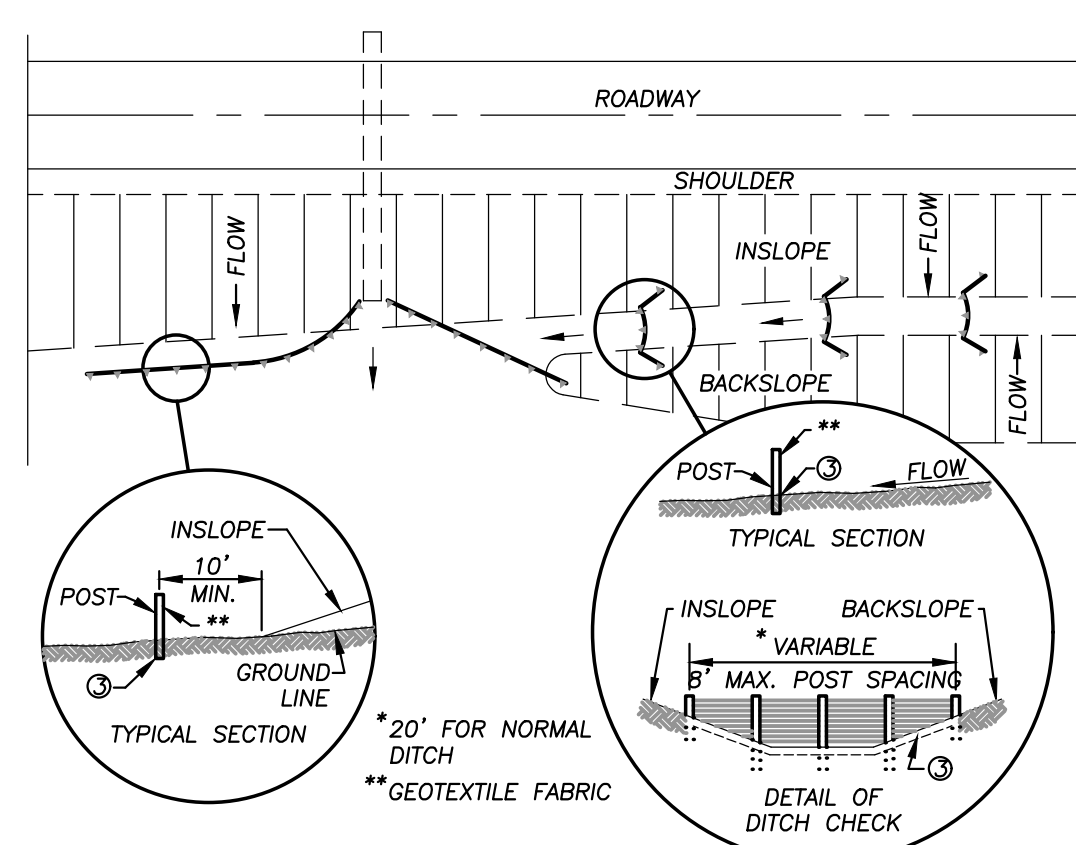 ROADWAY
SHOULDER
FLOW
FLOW
INSLOPE
BACKSLOPE
FLOW
**
POST
③
FLOW
TYPICAL SECTION
INSLOPE
10'
MIN.
POST
**
③
GROUND
LINE
TYPICAL SECTION
INSLOPE
BACKSLOPE
* VARIABLE
8' MAX. POST SPACING
③
DETAIL OF
DITCH CHECK
*20' FOR NORMAL
DITCH
**GEOTEXTILE FABRIC